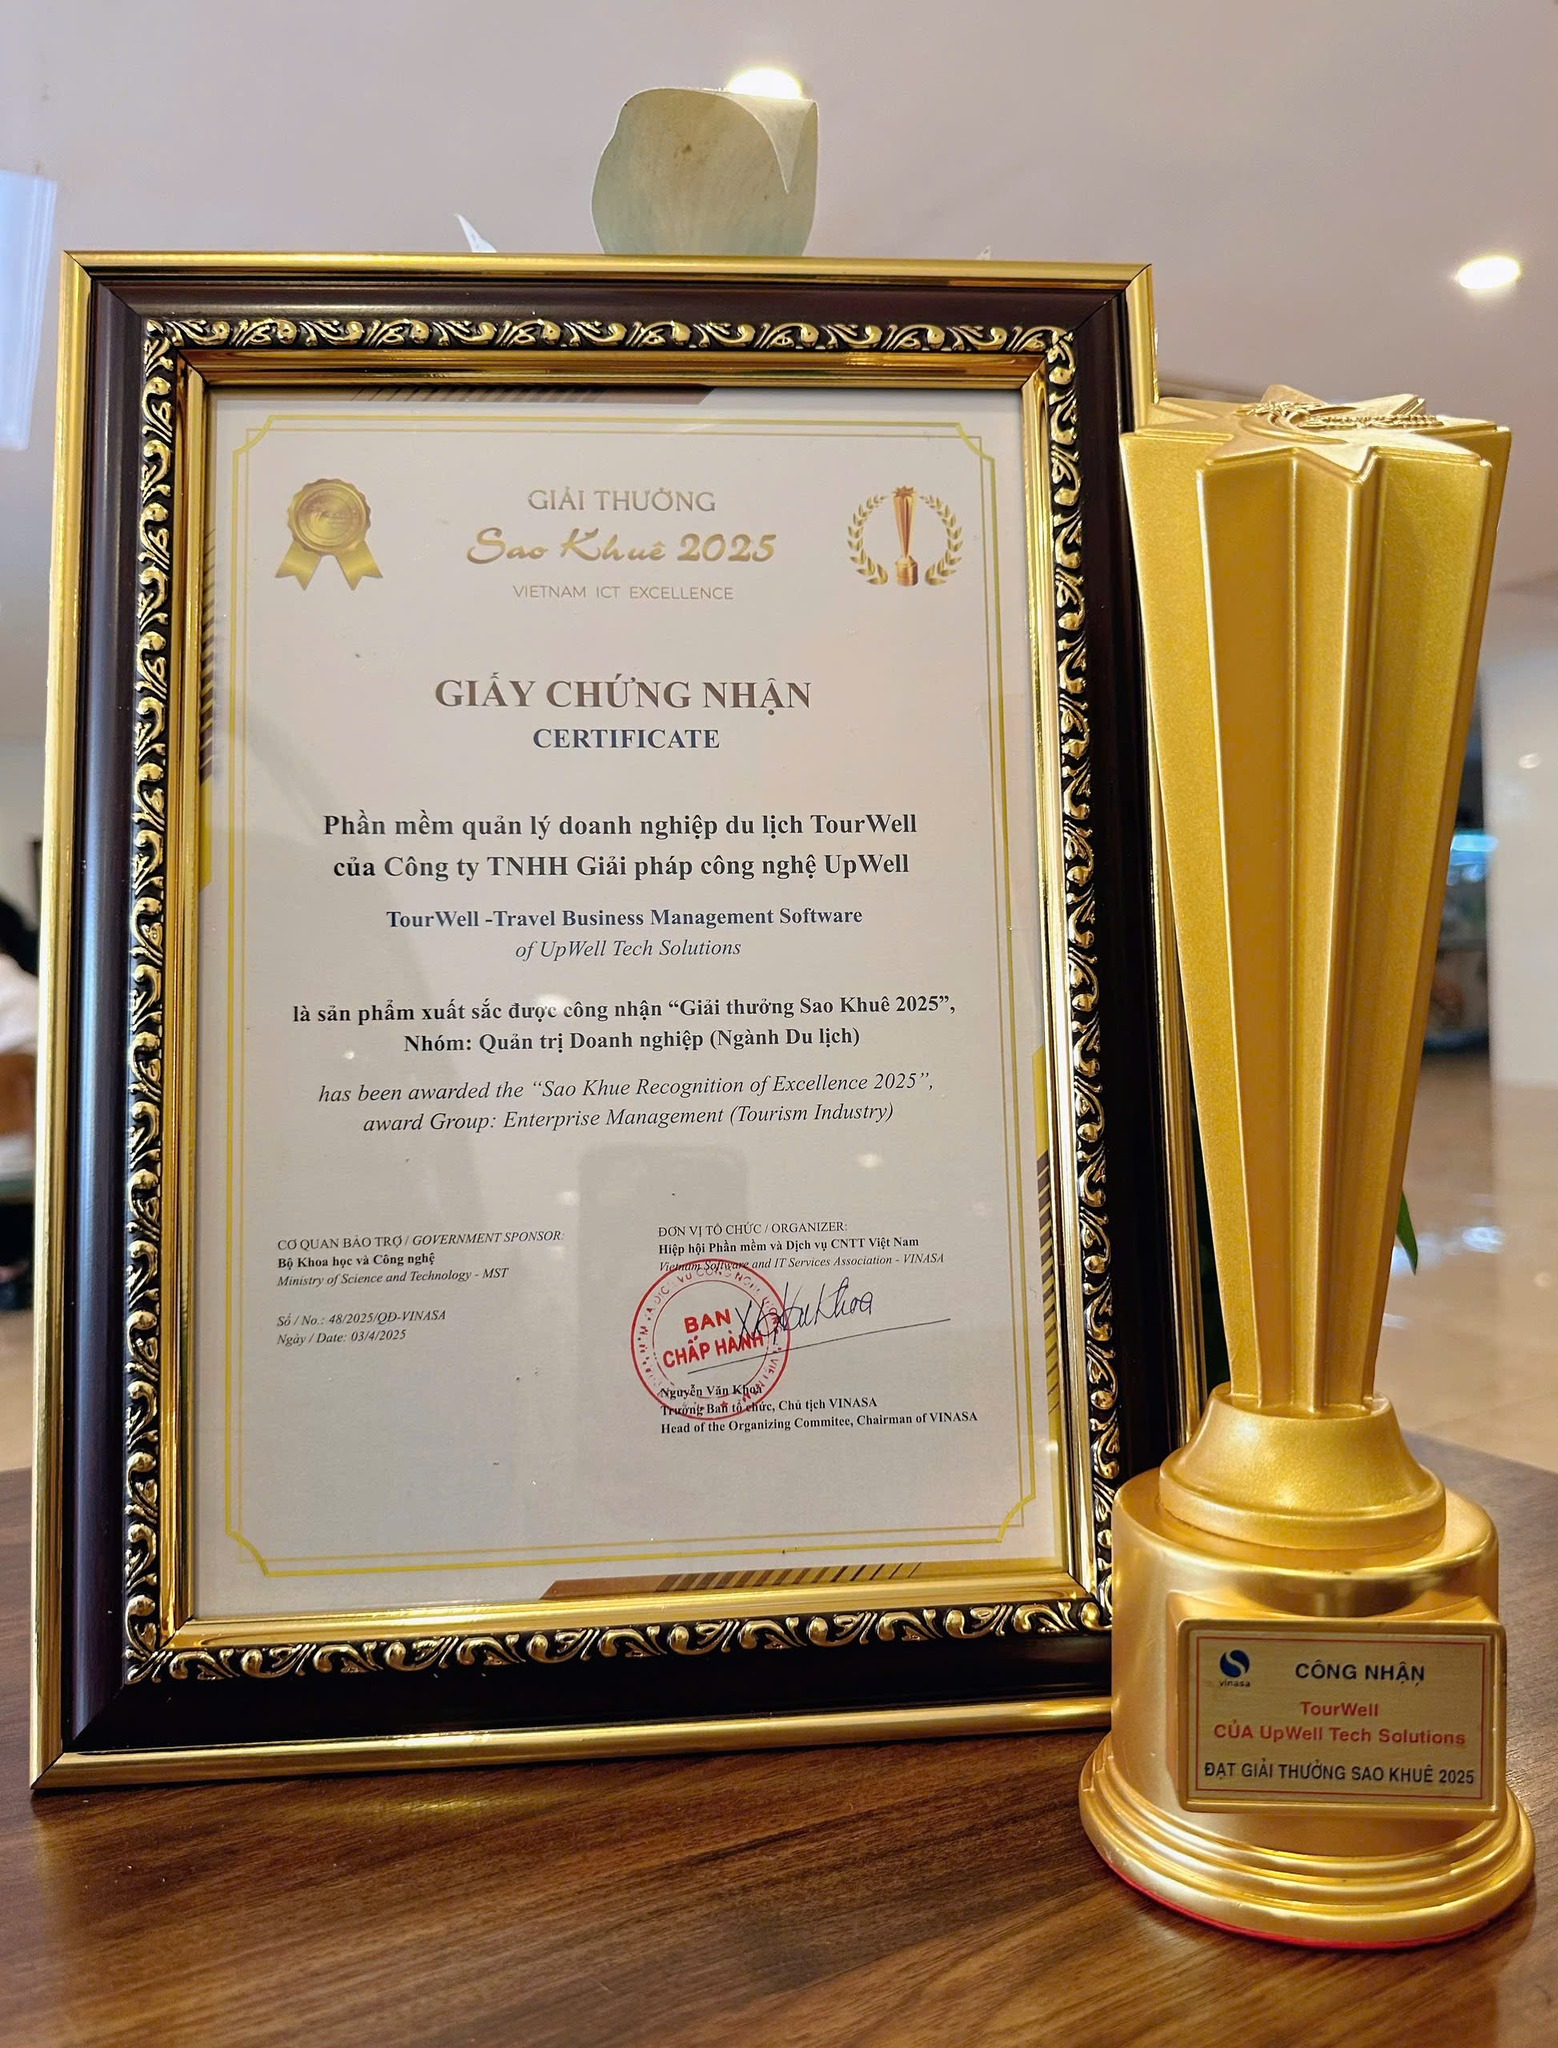 GIẢI THƯỞNG
Sao Khuê 2025
VIETNAM ICT EXCELLENCE
GIẤY CHỨNG NHẬN
CERTIFICATE
Phần mềm quản lý doanh nghiệp du lịch TourWell
của Công ty TNHH Giải pháp công nghệ UpWell
TourWell -Travel Business Management Software
of UpWell Tech Solutions
là sản phẩm xuất sắc được công nhận “Giải thưởng Sao Khuê 2025”,
Nhóm: Quản trị Doanh nghiệp (Ngành Du lịch)
has been awarded the “Sao Khue Recognition of Excellence 2025”,
award Group: Enterprise Management (Tourism Industry)
CƠ QUAN BẢO TRỢ / GOVERNMENT SPONSOR:
Bộ Khoa học và Công nghệ
Ministry of Science and Technology - MST
Số / No.: 48/2025/QĐ-VINASA
Ngày / Date: 03/4/2025
ĐƠN VỊ TỔ CHỨC / ORGANIZER:
Hiệp hội Phần mềm và Dịch vụ CNTT Việt Nam
Vietnam Software and IT Services Association - VINASA
BAN
CHẤP HÀNH
Nguyễn Văn Khoa
Trưởng Ban tổ chức, Chủ tịch VINASA
Head of the Organizing Commitee, Chairman of VINASA
vinasa
CÔNG NHẬN
TourWell
CỦA UpWell Tech Solutions
ĐẠT GIẢI THƯỞNG SAO KHUÊ 2025